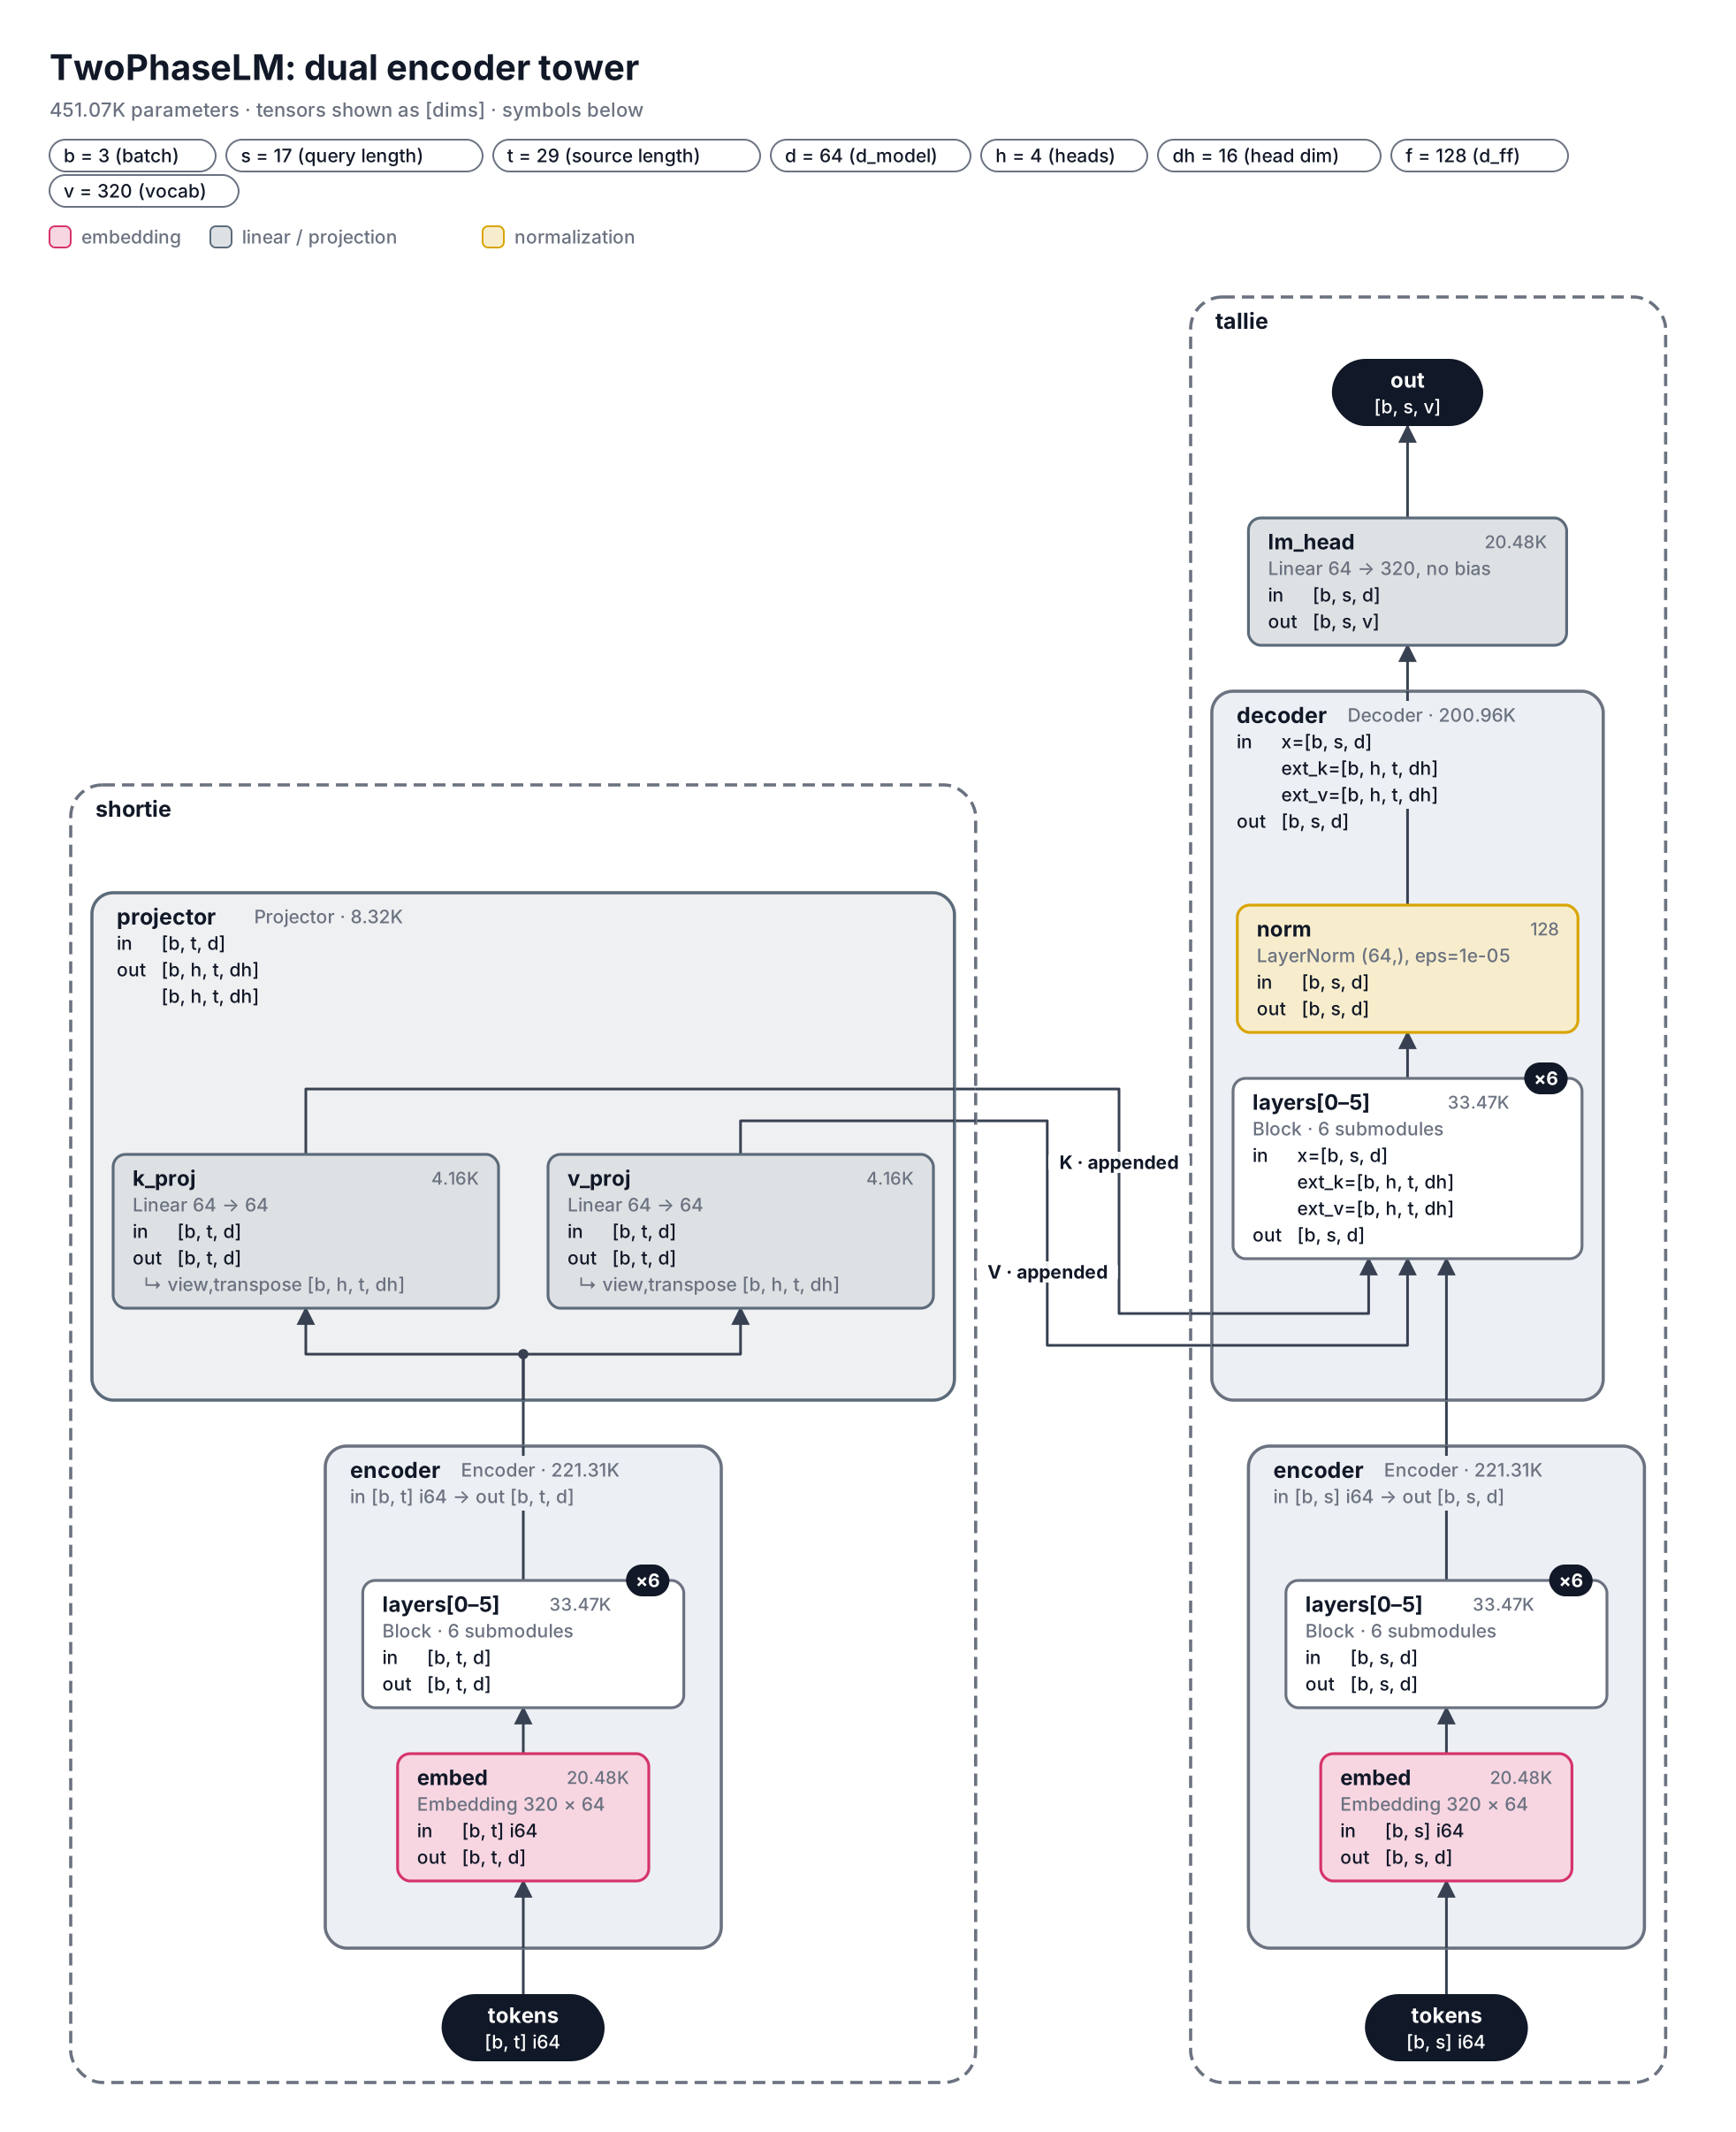 TwoPhaseLM: dual encoder tower
451.07K parameters · tensors shown as [dims] · symbols below
b = 3 (batch)
s = 17 (query length)
t = 29 (source length)
d = 64 (d_model)
h = 4 (heads)
dh = 16 (head dim)
f = 128 (d_ff)
v = 320 (vocab)
embedding
linear / projection
normalization
tallie
out
[b, s, v]
lm_head 20.48K
Linear 64 → 320, no bias
in [b, s, d]
out [b, s, v]
decoder Decoder · 200.96K
in x=[b, s, d]
ext_k=[b, h, t, dh]
ext_v=[b, h, t, dh]
out [b, s, d]
norm 128
LayerNorm (64,), eps=1e-05
in [b, s, d]
out [b, s, d]
×6
layers[0–5] 33.47K
Block · 6 submodules
in x=[b, s, d]
ext_k=[b, h, t, dh]
ext_v=[b, h, t, dh]
out [b, s, d]
shortie
projector Projector · 8.32K
in [b, t, d]
out [b, h, t, dh]
[b, h, t, dh]
k_proj 4.16K
Linear 64 → 64
in [b, t, d]
out [b, t, d]
↪ view,transpose [b, h, t, dh]
v_proj 4.16K
Linear 64 → 64
in [b, t, d]
out [b, t, d]
↪ view,transpose [b, h, t, dh]
K · appended
V · appended
encoder Encoder · 221.31K
in [b, t] i64 → out [b, t, d]
×6
layers[0–5] 33.47K
Block · 6 submodules
in [b, t, d]
out [b, t, d]
embed 20.48K
Embedding 320 × 64
in [b, t] i64
out [b, t, d]
tokens
[b, t] i64
encoder Encoder · 221.31K
in [b, s] i64 → out [b, s, d]
×6
layers[0–5] 33.47K
Block · 6 submodules
in [b, s, d]
out [b, s, d]
embed 20.48K
Embedding 320 × 64
in [b, s] i64
out [b, s, d]
tokens
[b, s] i64